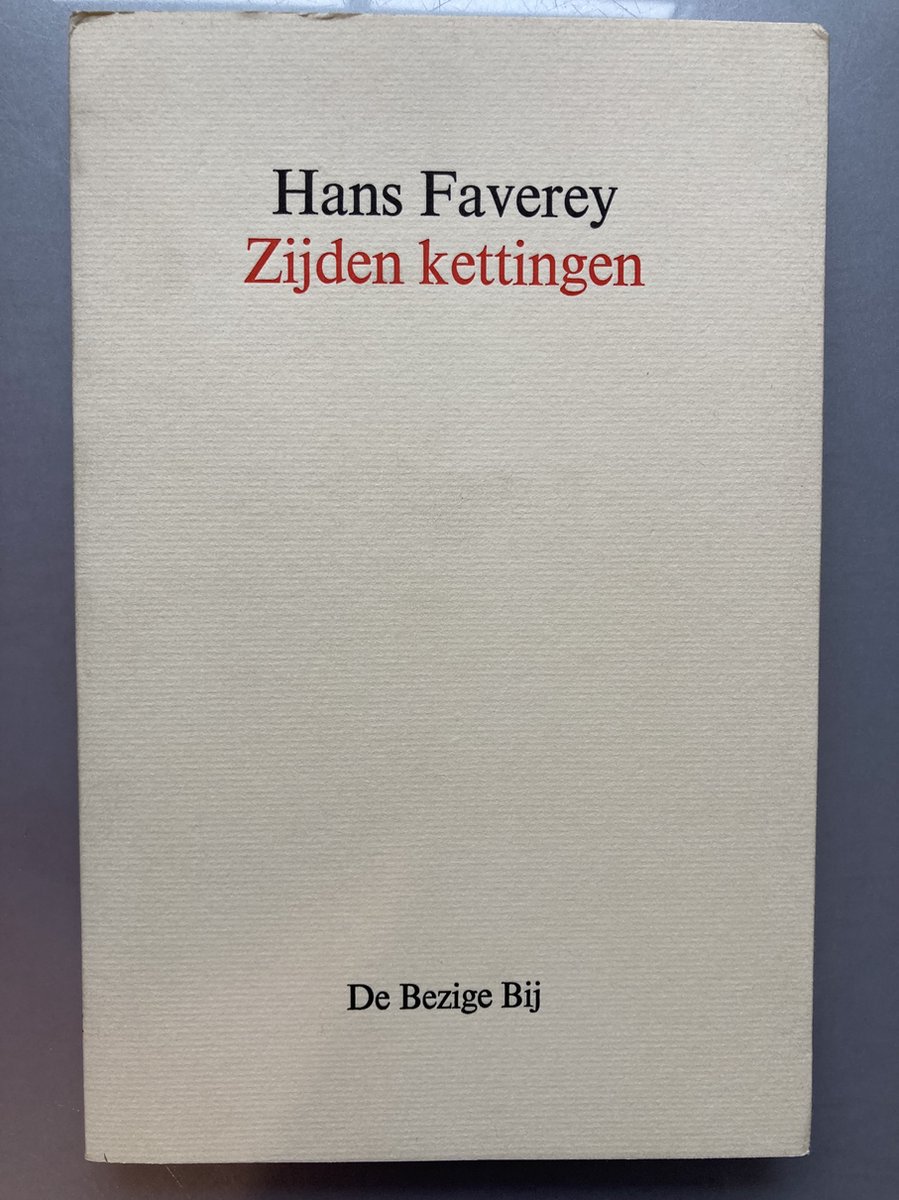 Hans Faverey
Zijden kettingen
De Bezige Bij